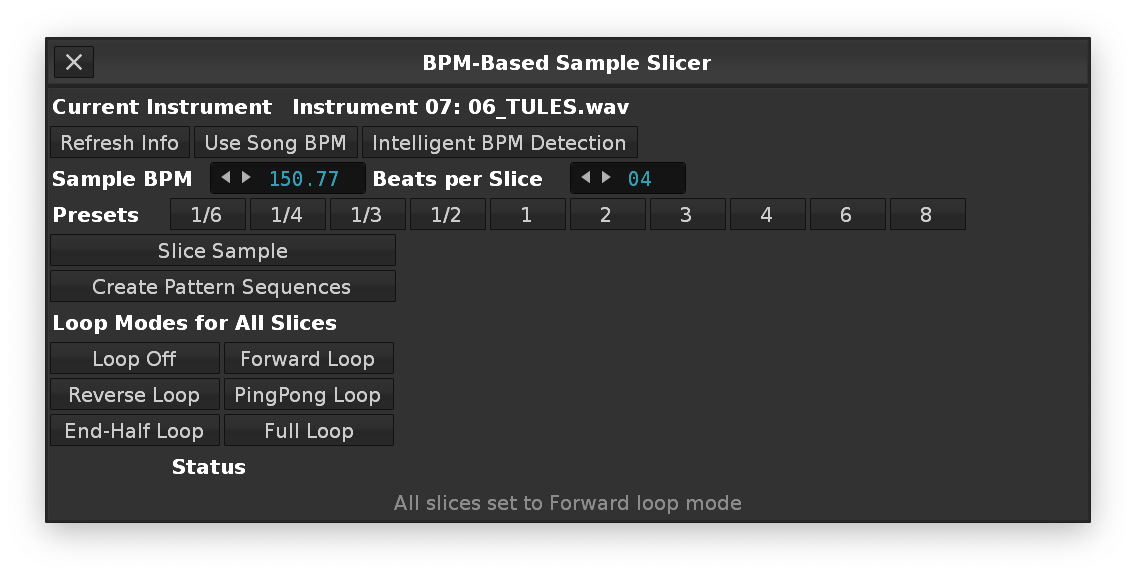 BPM-Based Sample Slicer
Current Instrument Instrument 07: 06_TULES.wav
Refresh Info Use Song BPM Intelligent BPM Detection
Sample BPM 150.77 Beats per Slice 04
Presets 1/6 1/4 1/3 1/2 1 2 3 4 6 8
Slice Sample
Create Pattern Sequences
Loop Modes for All Slices
Loop Off Forward Loop
Reverse Loop PingPong Loop
End-Half Loop Full Loop
Status
All slices set to Forward loop mode